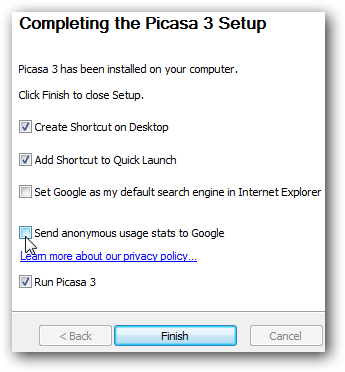 Completing the Picasa 3 Setup
Picasa 3 has been installed on your computer.
Click Finish to close Setup.
Create Shortcut on Desktop
Add Shortcut to Quick Launch
Set Google as my default search engine in Internet Explorer
Send anonymous usage stats to Google
Learn more about our privacy policy...
Run Picasa 3
< Back Finish Cancel